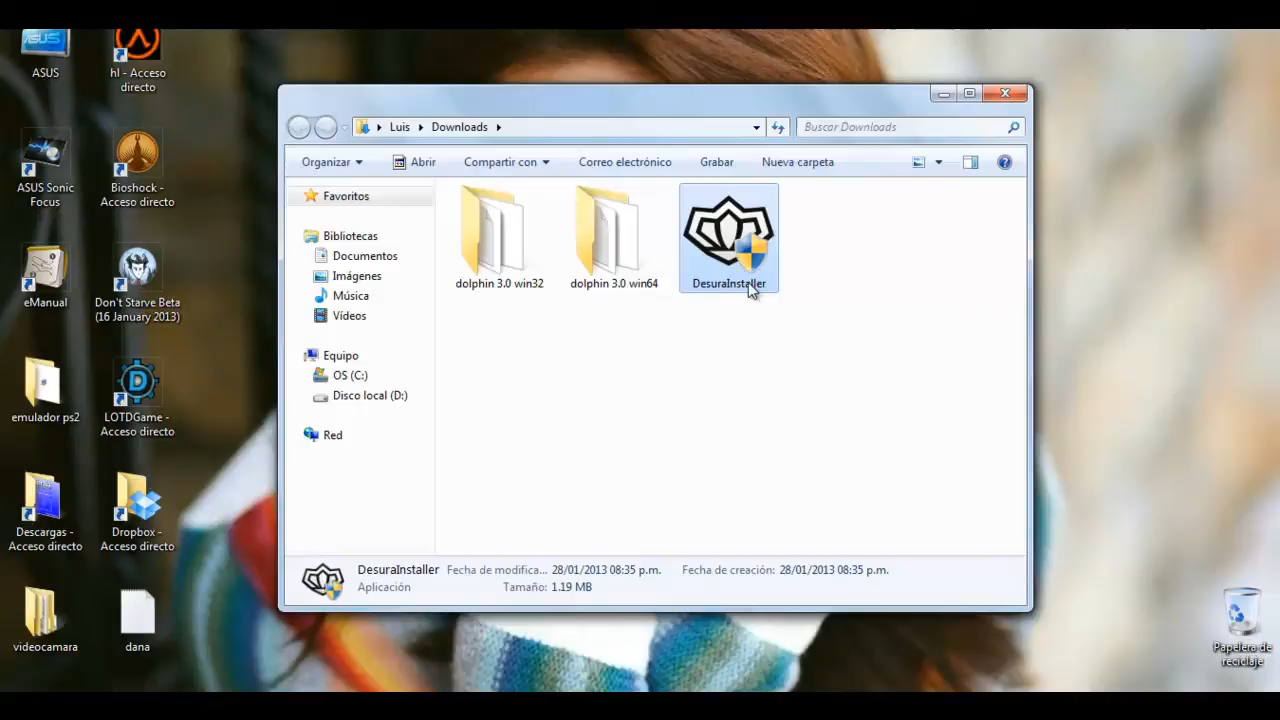 ASUS
hl - Acceso
directo
ASUS Sonic
Focus
Bioshock -
Acceso directo
eManual
Don't Starve Beta
(16 January 2013)
emulador ps2
LOTDGame -
Acceso directo
Descargas -
Acceso directo
Dropbox -
Acceso directo
videocamara
dana
Luis
Downloads
Buscar Downloads
Organizar
Abrir
Compartir con
Correo electrónico
Grabar
Nueva carpeta
Favoritos
Bibliotecas
Documentos
Imágenes
Música
Vídeos
Equipo
OS (C:)
Disco local (D:)
Red
dolphin 3.0 win32
dolphin 3.0 win64
DesuraInstaller
DesuraInstaller
Fecha de modifica... 28/01/2013 08:35 p.m.
Fecha de creación: 28/01/2013 08:35 p.m.
Aplicación
Tamaño: 1.19 MB
Papelera de
reciclaje